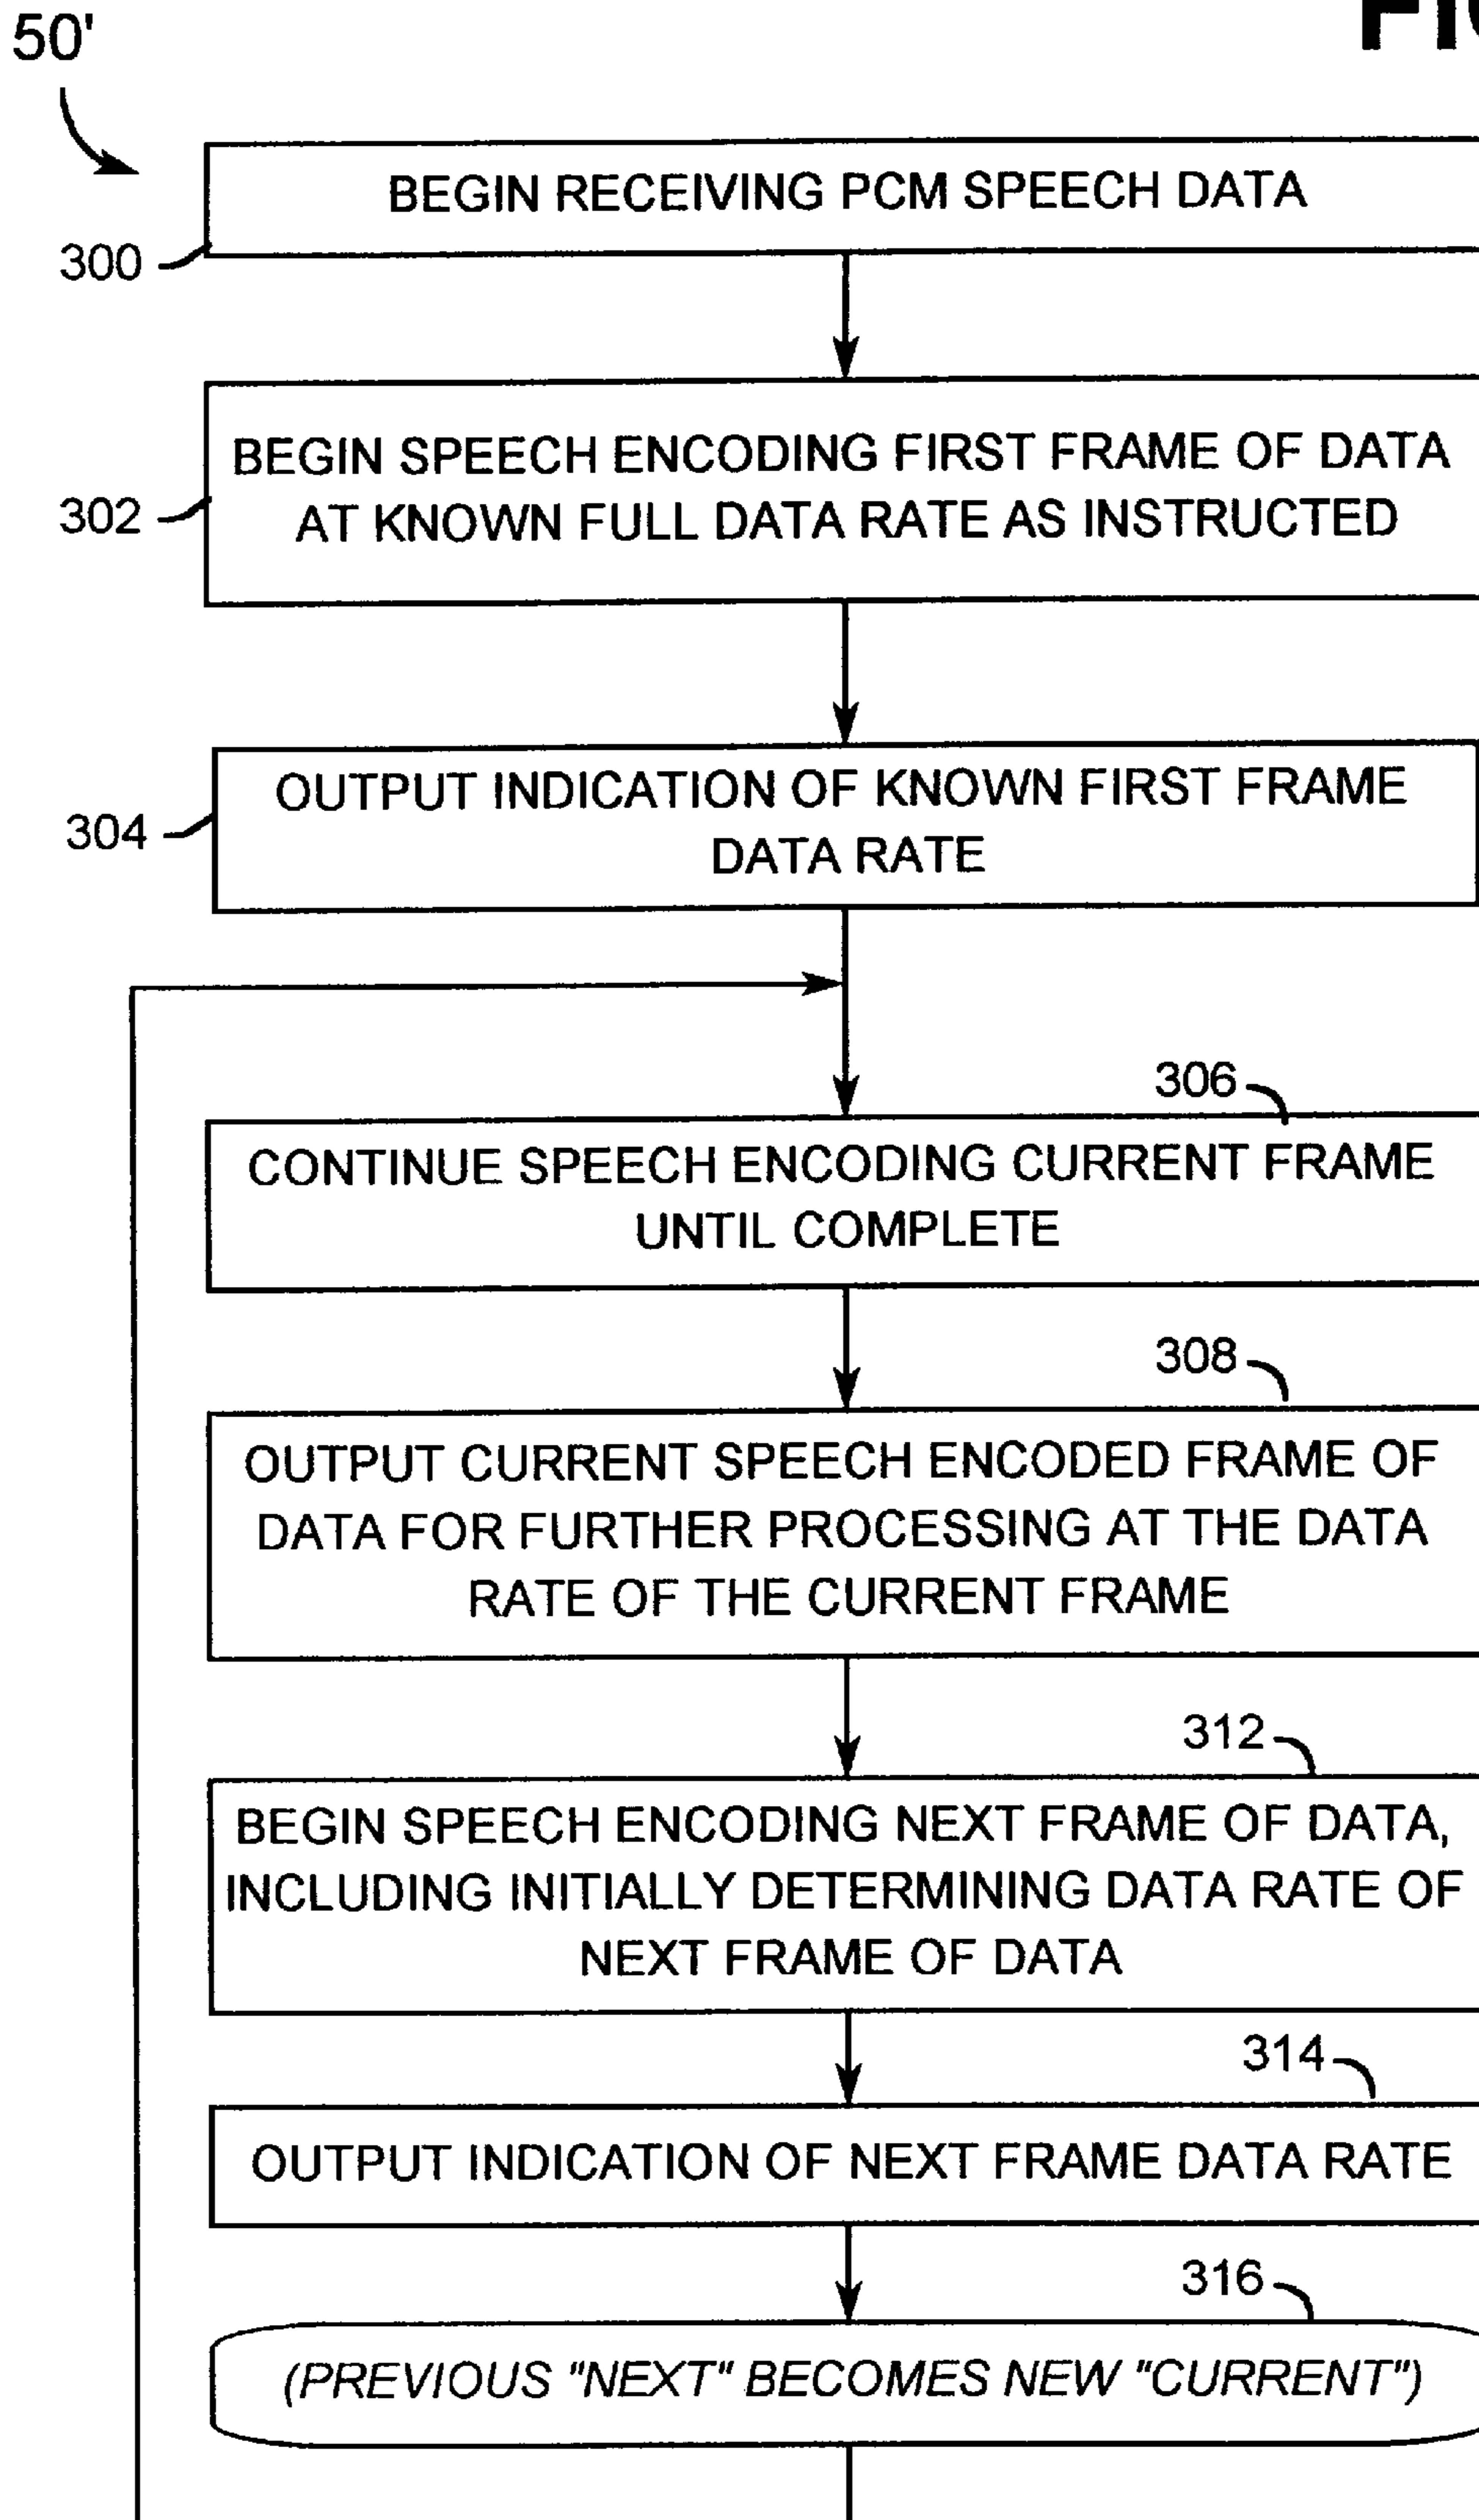 50'
BEGIN RECEIVING PCM SPEECH DATA
300
BEGIN SPEECH ENCODING FIRST FRAME OF DATA
AT KNOWN FULL DATA RATE AS INSTRUCTED
302
OUTPUT INDICATION OF KNOWN FIRST FRAME
DATA RATE
304
306
CONTINUE SPEECH ENCODING CURRENT FRAME
UNTIL COMPLETE
308
OUTPUT CURRENT SPEECH ENCODED FRAME OF
DATA FOR FURTHER PROCESSING AT THE DATA
RATE OF THE CURRENT FRAME
312
BEGIN SPEECH ENCODING NEXT FRAME OF DATA,
INCLUDING INITIALLY DETERMINING DATA RATE OF
NEXT FRAME OF DATA
314
OUTPUT INDICATION OF NEXT FRAME DATA RATE
316
(PREVIOUS "NEXT" BECOMES NEW "CURRENT")